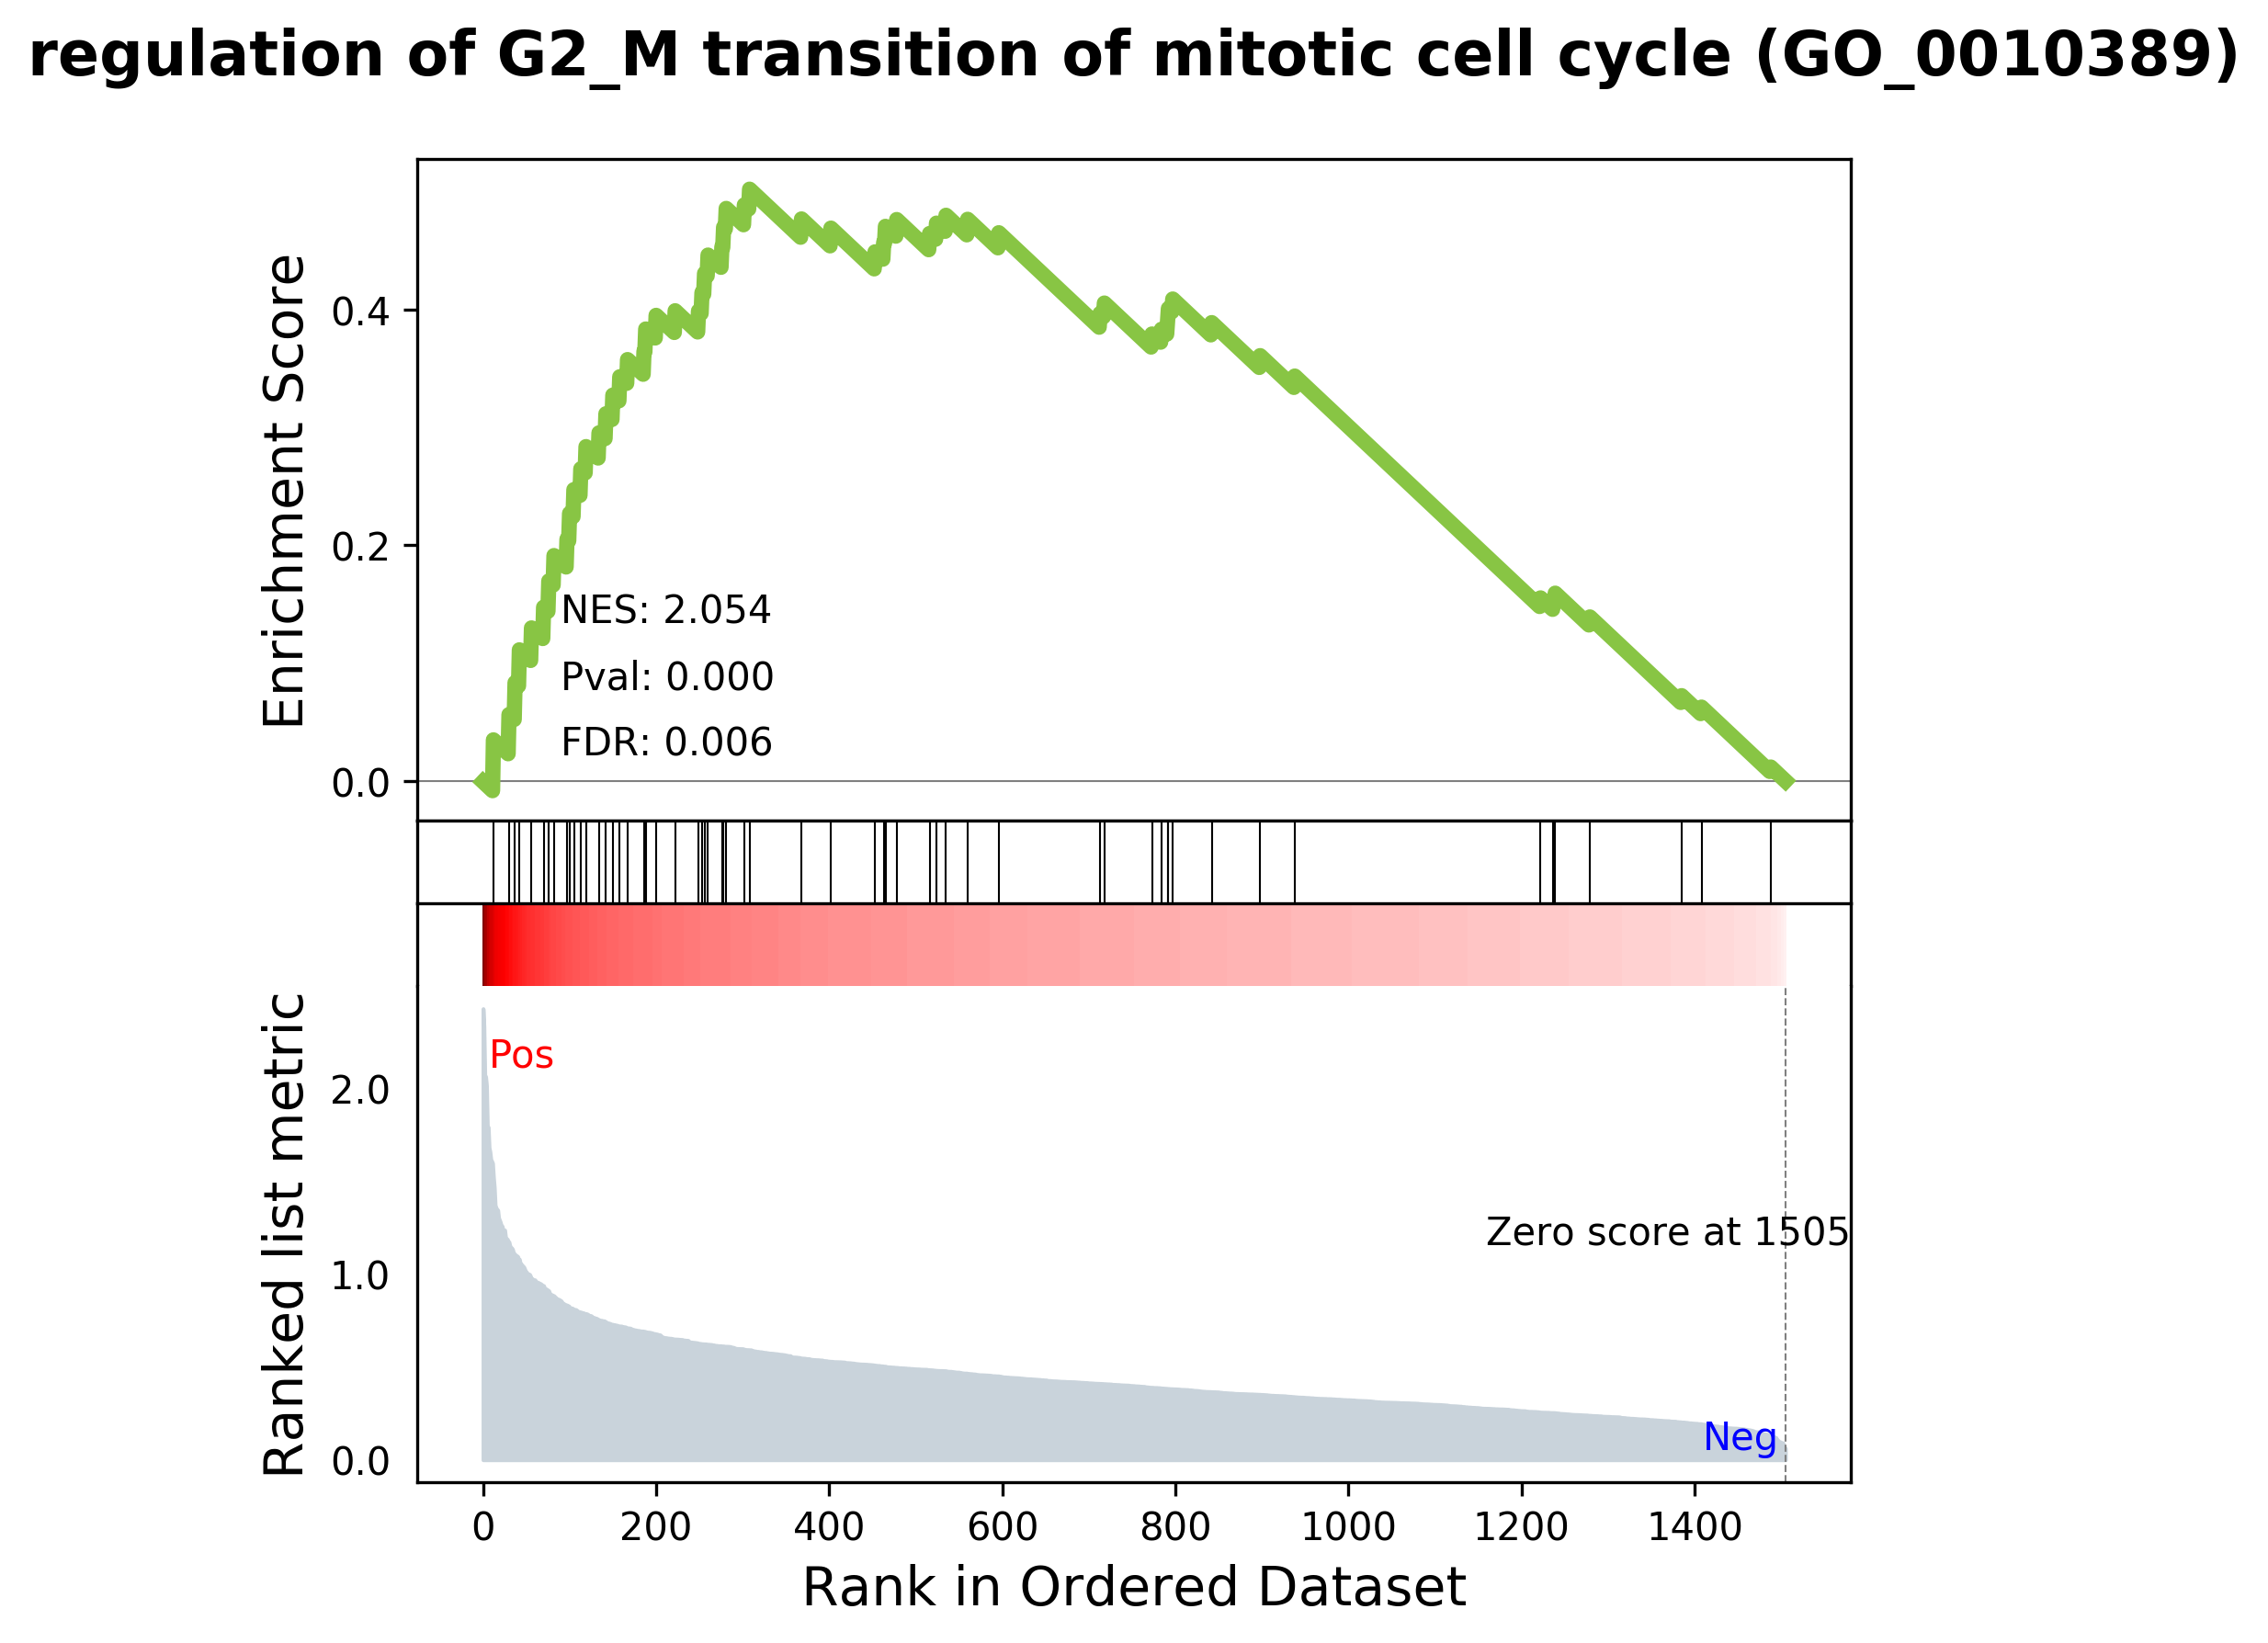 regulation of G2_M transition of mitotic cell cycle (GO_0010389)
Enrichment Score
0.4
0.2
0.0
NES: 2.054
Pval: 0.000
FDR: 0.006
Ranked list metric
2.0
1.0
0.0
Pos
Zero score at 1505
Neg
0 200 400 600 800 1000 1200 1400
Rank in Ordered Dataset